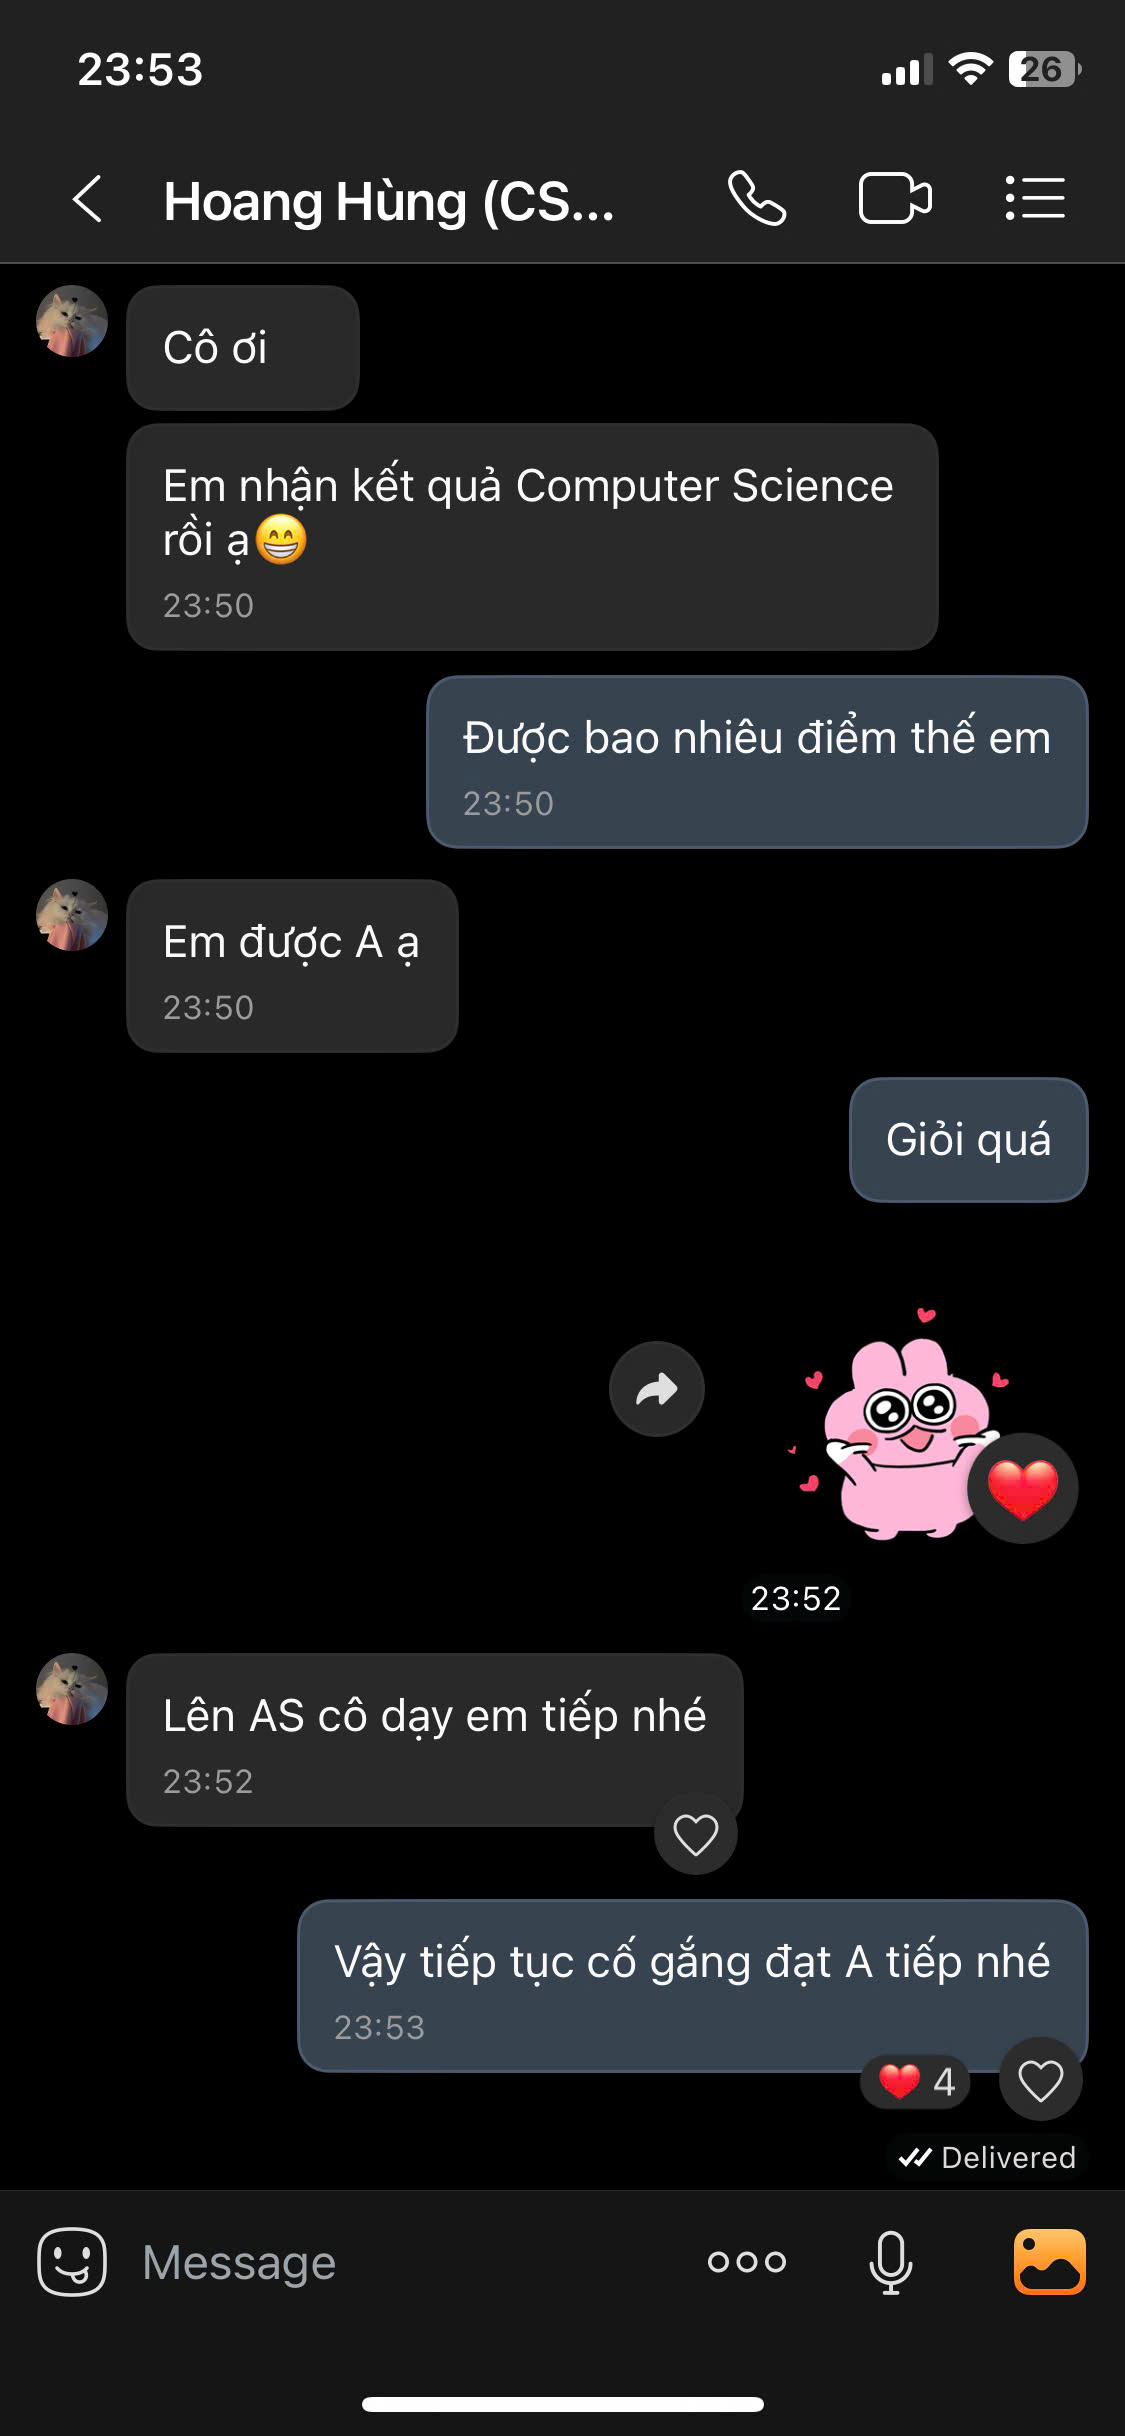 23:53
26
Hoang Hùng (CS...
Cô ơi
Em nhận kết quả Computer Science
rồi ạ😁
23:50
Được bao nhiêu điểm thế em
23:50
Em được A ạ
23:50
Giỏi quá
23:52
Lên AS cô dạy em tiếp nhé
23:52
Vậy tiếp tục cố gắng đạt A tiếp nhé
23:53
❤️ 4
Delivered
Message